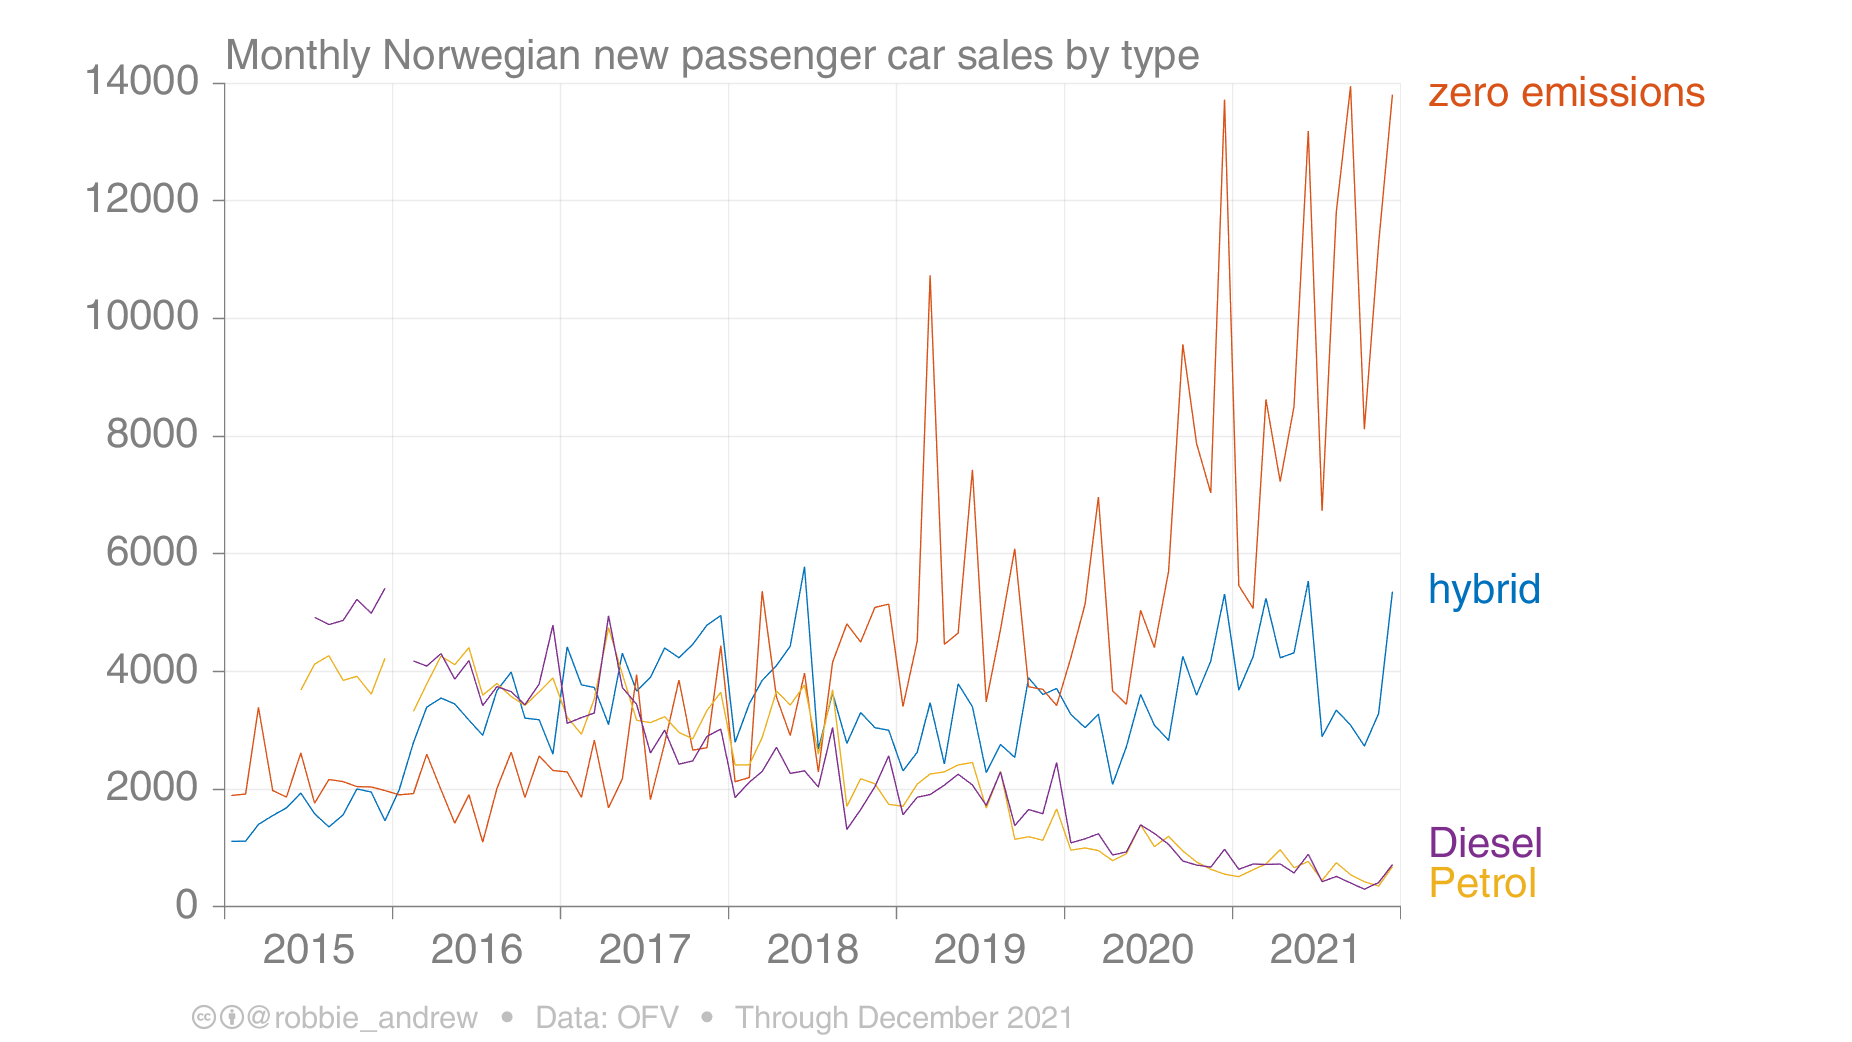 Monthly Norwegian new passenger car sales by type
14000
12000
10000
8000
6000
4000
2000
0
zero emissions
hybrid
Diesel
Petrol
2015 2016 2017 2018 2019 2020 2021
cc @robbie_andrew • Data: OFV • Through December 2021